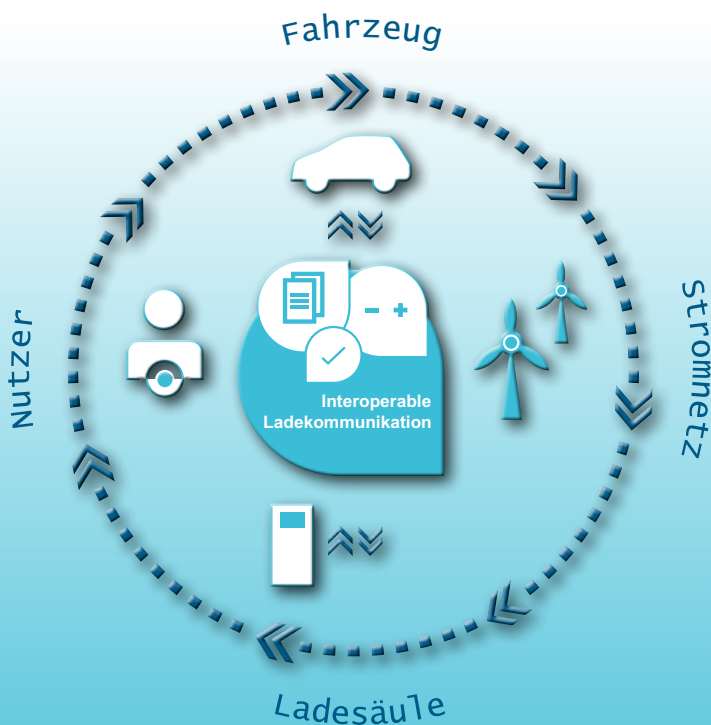 Fahrzeug
Stromnetz
Nutzer
- +
Interoperable
Ladekommunikation
Ladesäule